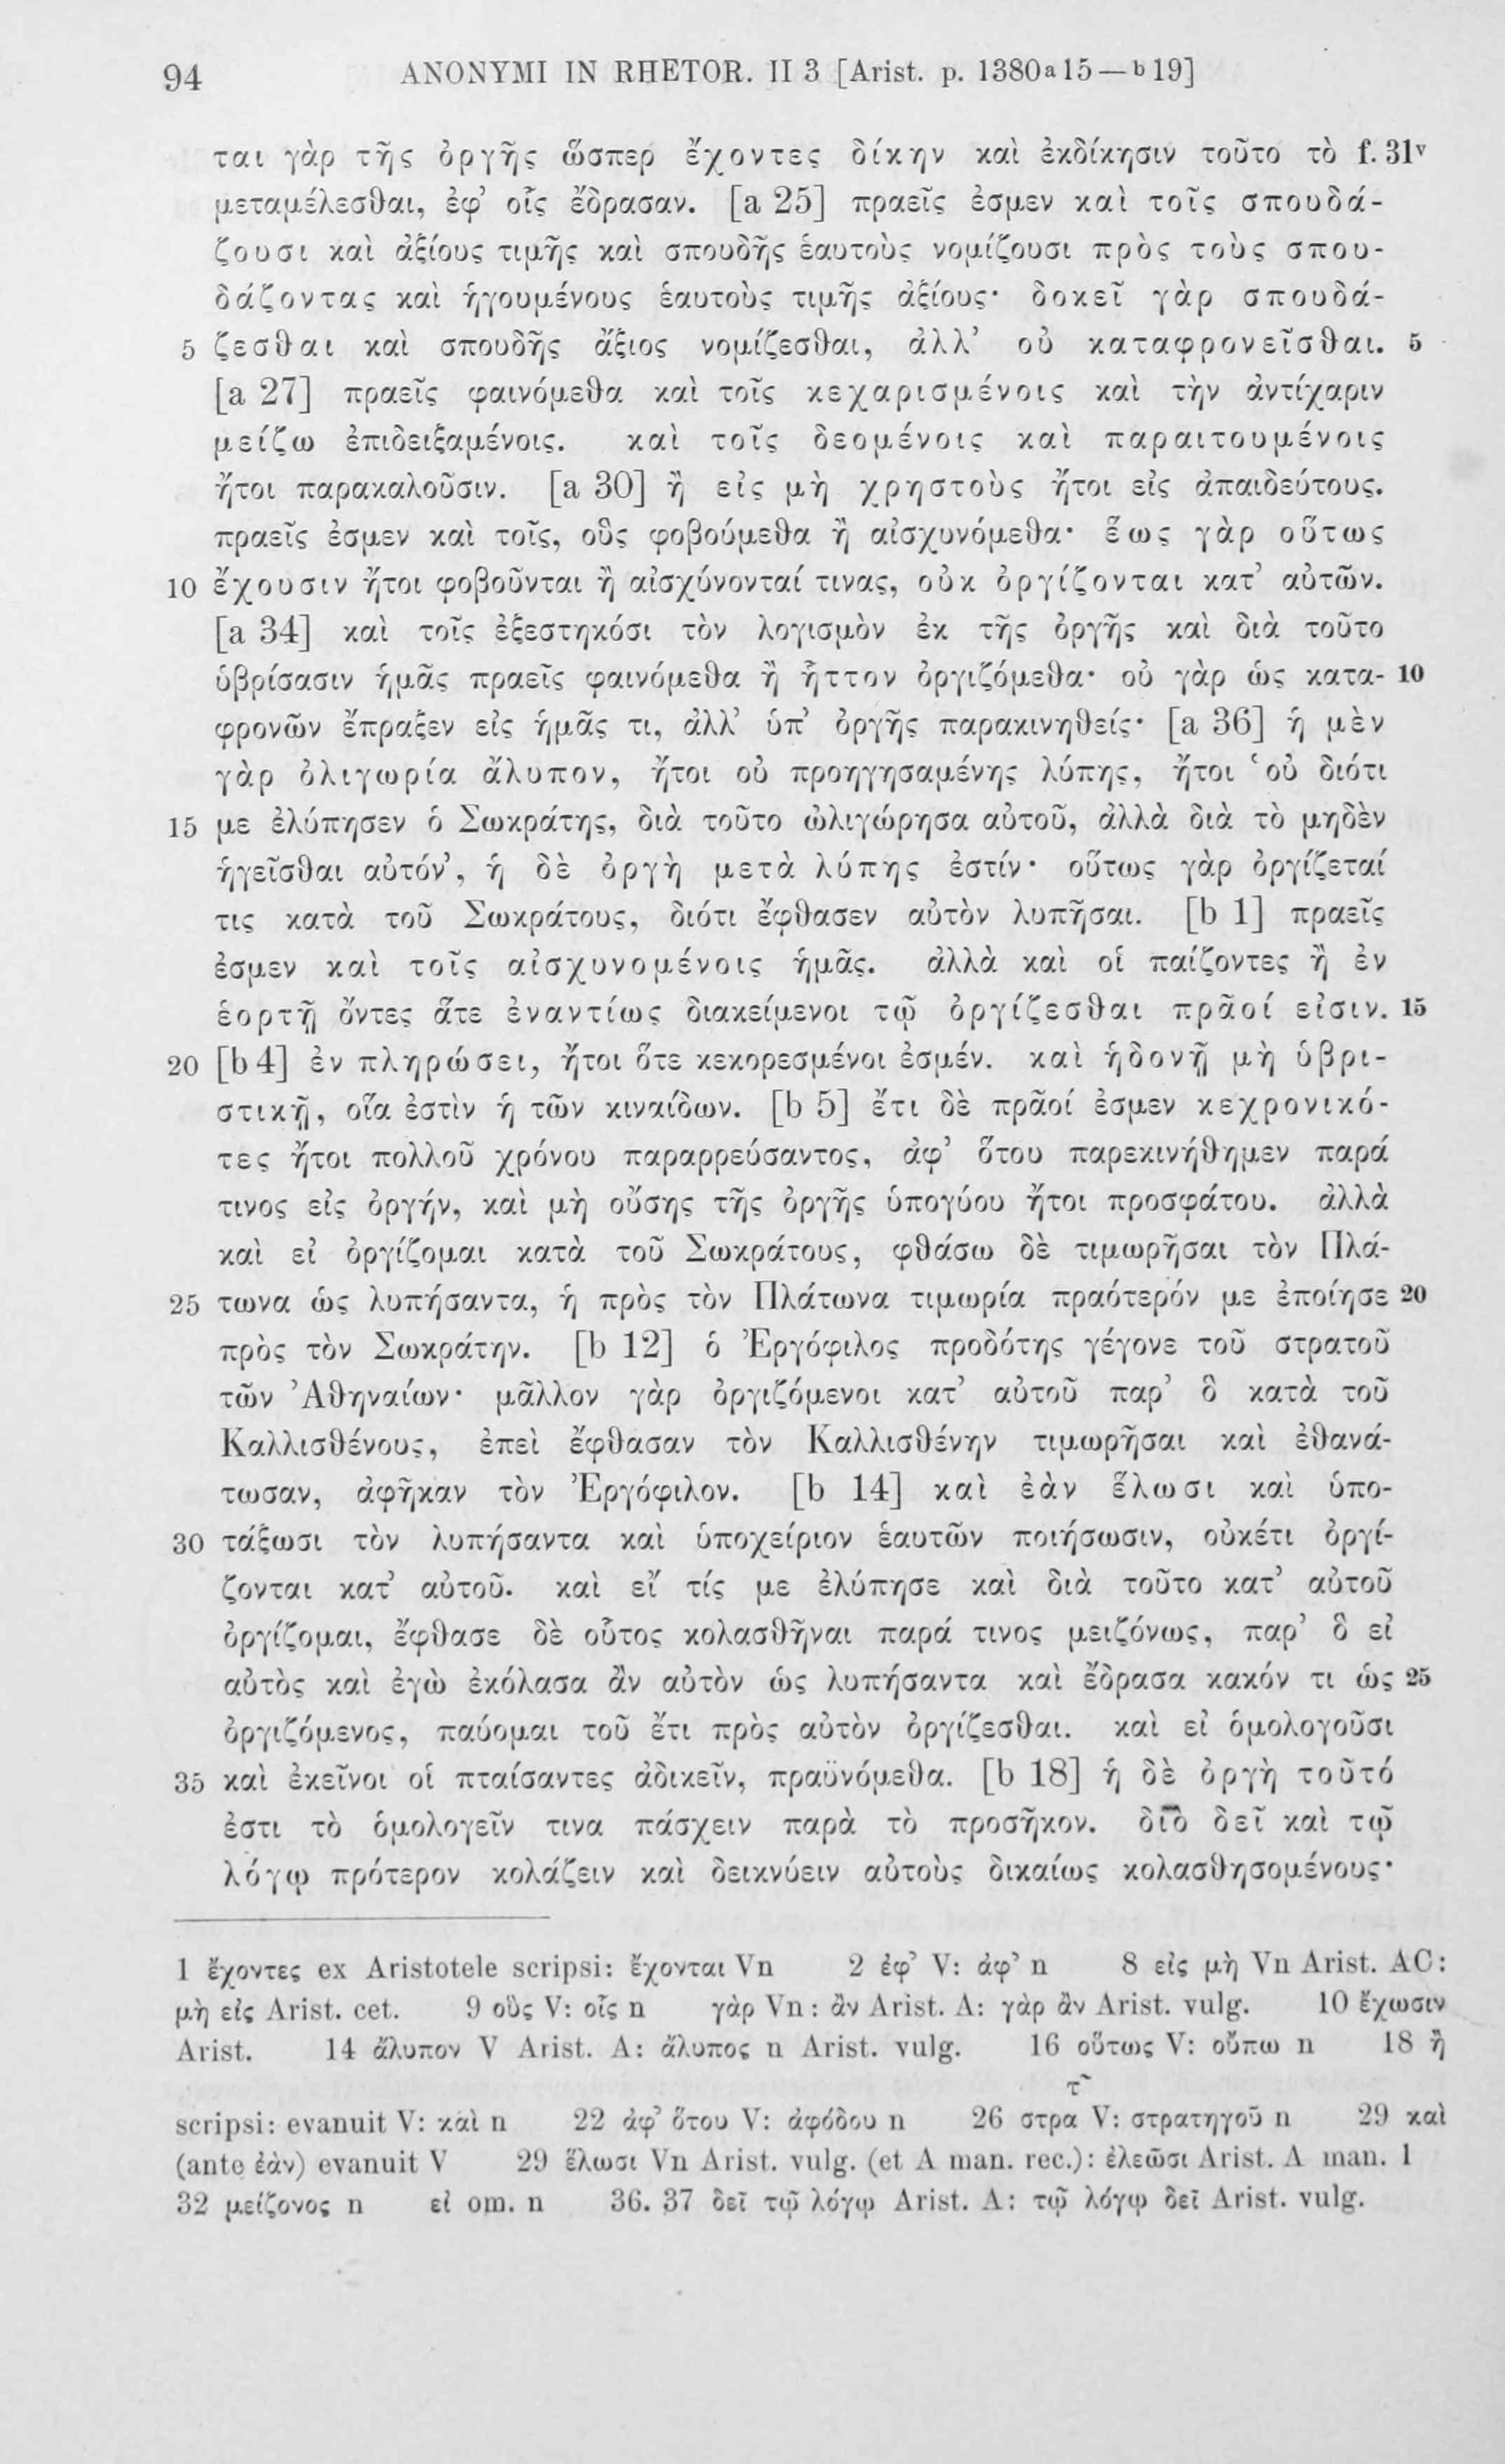 94 ANONYMI IN RHETOR. II 3 [Arist. p. 1380a15—b19]
ται γὰρ τῆς ὀργῆς ὥσπερ ἔχοντες δίκην καὶ ἐκδίκησιν τοῦτο τὸ f. 31v
μεταμέλεσθαι, ἐφ’ οἷς ἔδρασαν. [a 25] πραεῖς ἐσμεν καὶ τοῖς σπουδά-
ζουσι καὶ ἀξίους τιμῆς καὶ σπουδῆς ἑαυτοὺς νομίζουσι πρὸς τοὺς σπου-
δάζοντας καὶ ἡγουμένους ἑαυτοὺς τιμῆς ἀξίους· δοκεῖ γὰρ σπουδά-
5 ζεσθαι καὶ σπουδῆς ἄξιος νομίζεσθαι, ἀλλ’ οὐ καταφρονεῖσθαι. 5
[a 27] πραεῖς φαινόμεθα καὶ τοῖς κεχαρισμένοις καὶ τὴν ἀντίχαριν
μείζω ἐπιδειξαμένοις. καὶ τοῖς δεομένοις καὶ παραιτουμένοις
ἤτοι παρακαλοῦσιν. [a 30] ἢ εἰς μὴ χρηστοὺς ἤτοι εἰς ἀπαιδεύτους.
πραεῖς ἐσμεν καὶ τοῖς, οὓς φοβούμεθα ἢ αἰσχυνόμεθα· ἕως γὰρ οὕτως
10 ἔχουσιν ἤτοι φοβοῦνται ἢ αἰσχύνονταί τινας, οὐκ ὀργίζονται κατ’ αὐτῶν.
[a 34] καὶ τοῖς ἐξεστηκόσι τὸν λογισμὸν ἐκ τῆς ὀργῆς καὶ διὰ τοῦτο
ὑβρίσασιν ἡμᾶς πραεῖς φαινόμεθα ἢ ἧττον ὀργιζόμεθα· οὐ γὰρ ὡς κατα- 10
φρονῶν ἔπραξεν εἰς ἡμᾶς τι, ἀλλ’ ὑπ’ ὀργῆς παρακινηθείς· [a 36] ἡ μὲν
γὰρ ὀλιγωρία ἄλυπον, ἤτοι οὐ προηγησαμένης λύπης, ἤτοι ‘οὐ διότι
15 με ἐλύπησεν ὁ Σωκράτης, διὰ τοῦτο ὠλιγώρησα αὐτοῦ, ἀλλὰ διὰ τὸ μηδὲν
ἡγεῖσθαι αὐτόν’, ἡ δὲ ὀργὴ μετὰ λύπης ἐστίν· οὕτως γὰρ ὀργίζεταί
τις κατὰ τοῦ Σωκράτους, διότι ἔφθασεν αὐτὸν λυπῆσαι. [b 1] πραεῖς
ἐσμεν καὶ τοῖς αἰσχυνομένοις ἡμᾶς. ἀλλὰ καὶ οἱ παίζοντες ἢ ἐν
ἑορτῇ ὄντες ἅτε ἐναντίως διακείμενοι τῷ ὀργίζεσθαι πρᾶοί εἰσιν. 15
20 [b 4] ἐν πληρώσει, ἤτοι ὅτε κεκορεσμένοι ἐσμέν. καὶ ἡδονῇ μὴ ὑβρι-
στικῇ, οἵα ἐστὶν ἡ τῶν κιναίδων. [b 5] ἔτι δὲ πρᾶοί ἐσμεν κεχρονικό-
τες ἤτοι πολλοῦ χρόνου παραρρεύσαντος, ἀφ’ ὅτου παρεκινήθημεν παρά
τινος εἰς ὀργήν, καὶ μὴ οὔσης τῆς ὀργῆς ὑπογύου ἤτοι προσφάτου. ἀλλὰ
καὶ εἰ ὀργίζομαι κατὰ τοῦ Σωκράτους, φθάσω δὲ τιμωρῆσαι τὸν Πλά-
25 τωνα ὡς λυπήσαντα, ἡ πρὸς τὸν Πλάτωνα τιμωρία πραότερόν με ἐποίησε 20
πρὸς τὸν Σωκράτην. [b 12] ὁ Ἐργόφιλος προδότης γέγονε τοῦ στρατοῦ
τῶν Ἀθηναίων· μᾶλλον γὰρ ὀργιζόμενοι κατ’ αὐτοῦ παρ’ ὃ κατὰ τοῦ
Καλλισθένους, ἐπεὶ ἔφθασαν τὸν Καλλισθένην τιμωρῆσαι καὶ ἐθανά-
τωσαν, ἀφῆκαν τὸν Ἐργόφιλον. [b 14] καὶ ἐὰν ἕλωσι καὶ ὑπο-
30 τάξωσι τὸν λυπήσαντα καὶ ὑποχείριον ἑαυτῶν ποιήσωσιν, οὐκέτι ὀργί-
ζονται κατ’ αὐτοῦ. καὶ εἴ τίς με ἐλύπησε καὶ διὰ τοῦτο κατ’ αὐτοῦ
ὀργίζομαι, ἔφθασε δὲ οὗτος κολασθῆναι παρά τινος μειζόνως, παρ’ ὃ εἰ
αὐτὸς καὶ ἐγὼ ἐκόλασα ἂν αὐτὸν ὡς λυπήσαντα καὶ ἔδρασα κακόν τι ὡς 25
ὀργιζόμενος, παύομαι τοῦ ἔτι πρὸς αὐτὸν ὀργίζεσθαι. καὶ εἰ ὁμολογοῦσι
35 καὶ ἐκεῖνοι οἱ πταίσαντες ἀδικεῖν, πραϋνόμεθα. [b 18] ἡ δὲ ὀργὴ τοῦτό
ἐστι τὸ ὁμολογεῖν τινα πάσχειν παρὰ τὸ προσῆκον. διὸ δεῖ καὶ τῷ
λόγῳ πρότερον κολάζειν καὶ δεικνύειν αὐτοὺς δικαίως κολασθησομένους·
1 ἔχοντες ex Aristotele scripsi: ἔχονται Vn 2 ἐφ’ V: ἀφ’ n 8 εἰς μὴ Vn Arist. AC:
μὴ εἰς Arist. cet. 9 οὓς V: οἷς n γὰρ Vn: ἂν Arist. A: γὰρ ἂν Arist. vulg. 10 ἔχωσιν
Arist. 14 ἄλυπον V Arist. A: ἄλυπος n Arist. vulg. 16 οὕτως V: οὔπω n 18 ἢ
scripsi: evanuit V: καὶ n 22 ἀφ’ ὅτου V: ἀφόδου n 26 στρατ͂ V: στρατηγοῦ n 29 καὶ
(ante ἐὰν) evanuit V 29 ἕλωσι Vn Arist. vulg. (et A man. rec.): ἐλεῶσι Arist. A man. 1
32 μείζονος n εἰ om. n 36. 37 δεῖ τῷ λόγῳ Arist. A: τῷ λόγῳ δεῖ Arist. vulg.